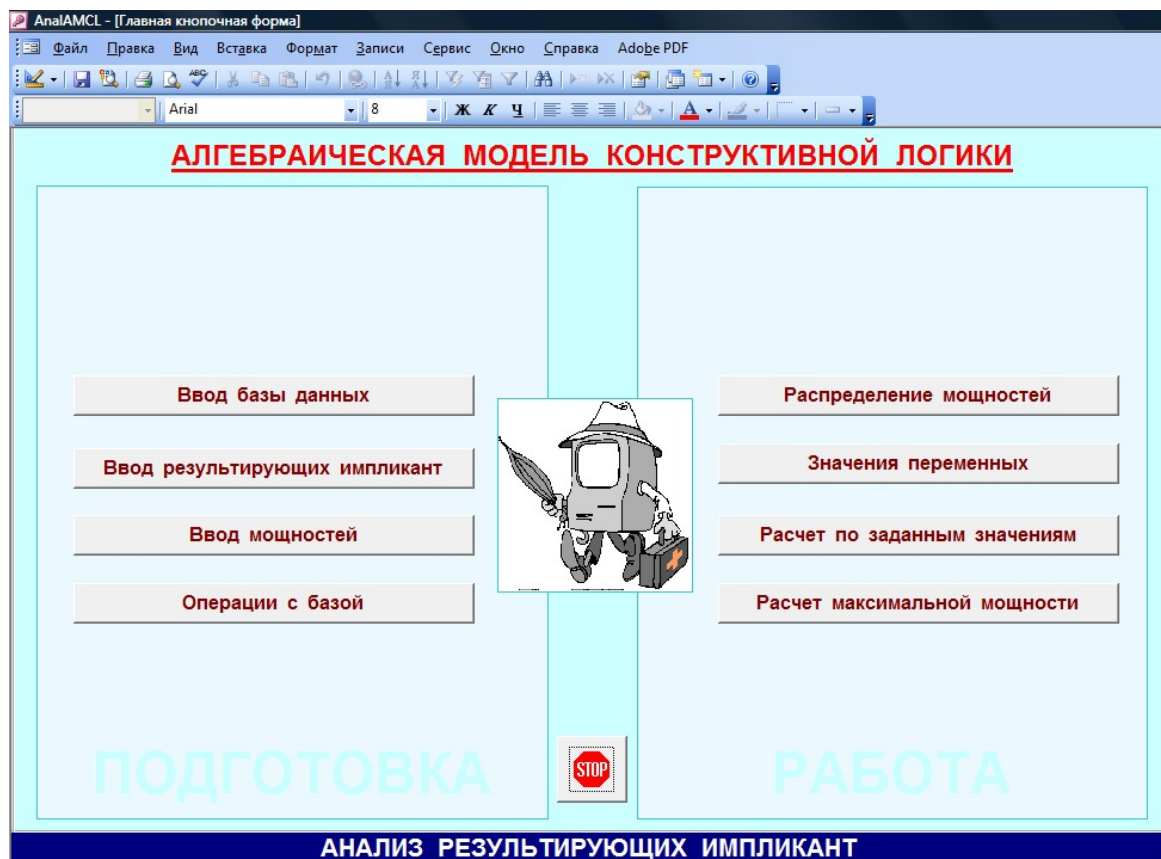 AnalAMCL - [Главная кнопочная форма]
Файл Правка Вид Вставка Формат Записи Сервис Окно Справка Adobe PDF
Arial 8 Ж К Ч А
АЛГЕБРАИЧЕСКАЯ МОДЕЛЬ КОНСТРУКТИВНОЙ ЛОГИКИ
Ввод базы данных
Ввод результирующих импликант
Ввод мощностей
Операции с базой
ПОДГОТОВКА
STOP
Распределение мощностей
Значения переменных
Расчет по заданным значениям
Расчет максимальной мощности
РАБОТА
АНАЛИЗ РЕЗУЛЬТИРУЮЩИХ ИМПЛИКАНТ